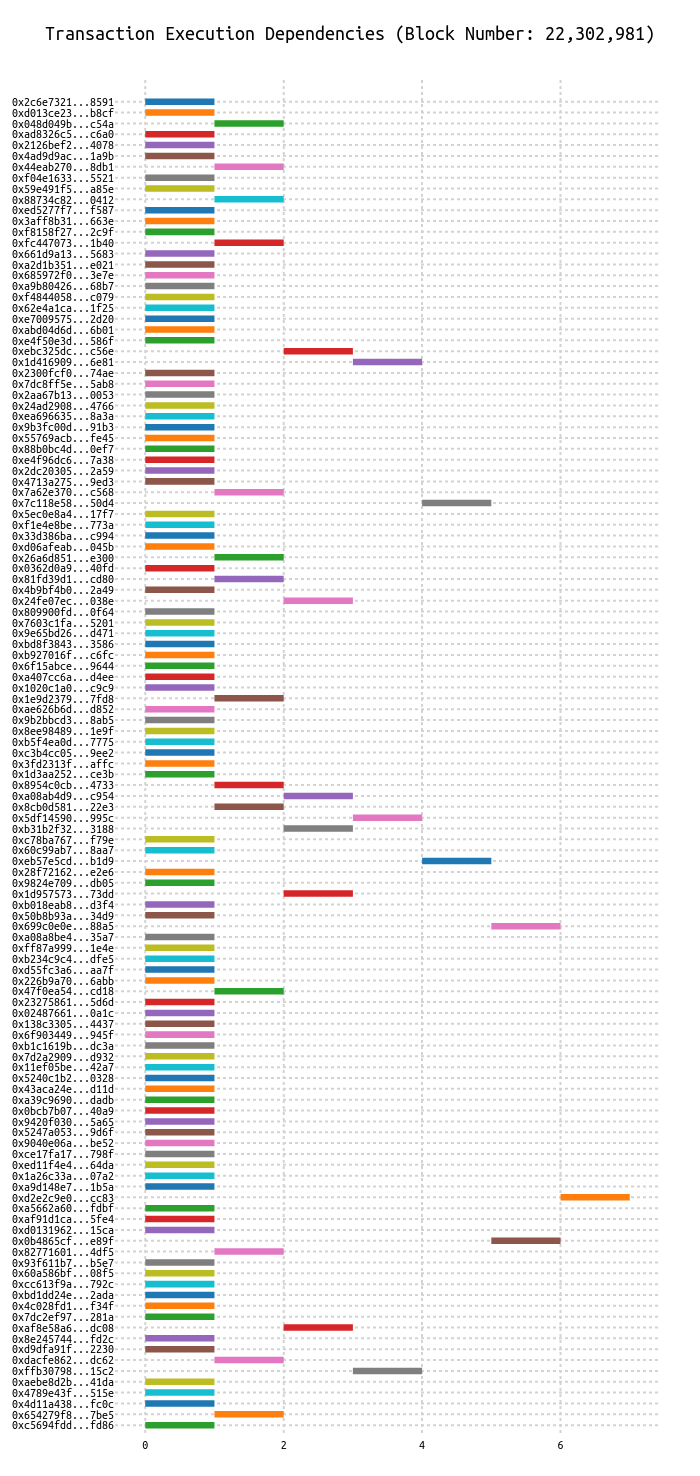 Transaction Execution Dependencies (Block Number: 22,302,981)
0x2c6e7321...8591
0xd013ce23...b8cf
0x048d049b...c54a
0xad8326c5...c6a0
0x2126bef2...4078
0x4ad9d9ac...1a9b
0x44eab270...8db1
0xf04e1633...5521
0x59e491f5...a85e
0x88734c82...0412
0xed5277f7...f587
0x3aff8b31...663e
0xf8158f27...2c9f
0xfc447073...1b40
0x661d9a13...5683
0xa2d1b351...e021
0x685972f0...3e7e
0xa9b80426...68b7
0xf4844058...c079
0x62e4a1ca...1f25
0xe7009575...2d20
0xabd04d6d...6b01
0xe4f50e3d...586f
0xebc325dc...c56e
0x1d416909...6e81
0x2300fcf0...74ae
0x7dc8ff5e...5ab8
0x2aa67b13...0053
0x24ad2908...4766
0xea696635...8a3a
0x9b3fc00d...91b3
0x55769acb...fe45
0x88b0bc4d...0ef7
0xe4f96dc6...7a38
0x2dc20305...2a59
0x4713a275...9ed3
0x7a62e370...c568
0x7c118e58...50d4
0x5ec0e8a4...17f7
0xf1e4e8be...773a
0x33d386ba...c994
0xd06afeab...045b
0x26a6d851...e300
0x0362d0a9...40fd
0x81fd39d1...cd80
0x4b9bf4b0...2a49
0x24fe07ec...038e
0x809900fd...0f64
0x7603c1fa...5201
0x9e65bd26...d471
0xbd8f3843...3586
0xb927016f...c6fc
0x6f15abce...9644
0xa407cc6a...d4ee
0x1020c1a0...c9c9
0x1e9d2379...7fd8
0xae626b6d...d852
0x9b2bbcd3...8ab5
0x8ee98489...1e9f
0xb5f4ea0d...7775
0xc3b4cc05...9ee2
0x3fd2313f...affc
0x1d3aa252...ce3b
0x8954c0cb...4733
0xa08ab4d9...c954
0x8cb0d581...22e3
0x5df14590...995c
0xb31b2f32...3188
0xc78ba767...f79e
0x60c99ab7...8aa7
0xeb57e5cd...b1d9
0x28f72162...e2e6
0x9824e709...db05
0x1d957573...73dd
0xb018eab8...d3f4
0x50b8b93a...34d9
0x699c0e0e...88a5
0xa08a8be4...35a7
0xff87a999...1e4e
0xb234c9c4...dfe5
0xd55fc3a6...aa7f
0x226b9a70...6abb
0x47f0ea54...cd18
0x23275861...5d6d
0x02487661...0a1c
0x138c3305...4437
0x6f903449...945f
0xb1c1619b...dc3a
0x7d2a2909...d932
0x11ef05be...42a7
0x5240c1b2...0328
0x43aca24e...d11d
0xa39c9690...dadb
0x0bcb7b07...40a9
0x9420f030...5a65
0x5247a053...9d6f
0x9040e06a...be52
0xce17fa17...798f
0xed11f4e4...64da
0x1a26c33a...07a2
0xa9d148e7...1b5a
0xd2e2c9e0...cc83
0xa5662a60...fdbf
0xaf91d1ca...5fe4
0xd0131962...15ca
0x0b4865cf...e89f
0x82771601...4df5
0x93f611b7...b5e7
0x60a586bf...08f5
0xcc613f9a...792c
0xbd1dd24e...2ada
0x4c028fd1...f34f
0x7dc2ef97...281a
0xaf8e58a6...dc08
0x8e245744...fd2c
0xd9dfa91f...2230
0xdacfe862...dc62
0xffb30798...15c2
0xaebe8d2b...41da
0x4789e43f...515e
0x4d11a438...fc0c
0x654279f8...7be5
0xc5694fdd...fd86
0 2 4 6